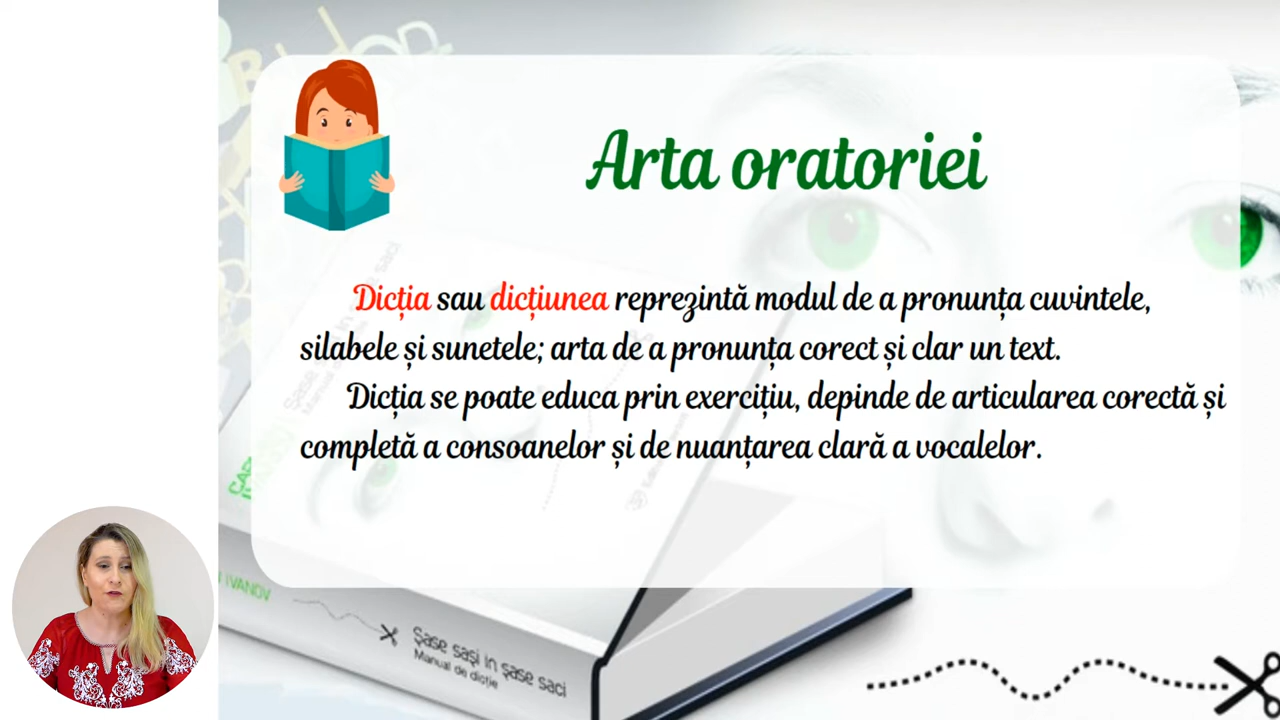 Arta oratoriei
Dicția sau dicțiunea reprezintă modul de a pronunța cuvintele,
silabele și sunetele; arta de a pronunța corect și clar un text.
Dicția se poate educa prin exercițiu, depinde de articularea corectă și
completă a consoanelor și de nuanțarea clară a vocalelor.
IVANOV
Șase sași in șase saci
Manual de dicție